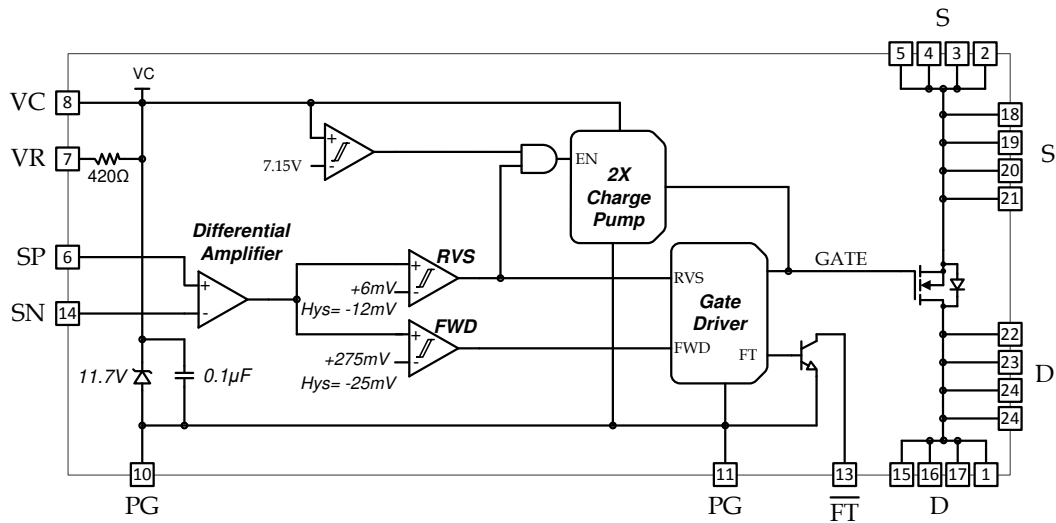 S
5 4 3 2
VC
VC
8
VR
7
420Ω
+
-
7.15V
EN
2X
Charge
Pump
18
19
S
20
21
Differential
Amplifier
SP
6
+
-
SN
14
RVS
+
-
+6mV
Hys= -12mV
FWD
+
-
+275mV
Hys= -25mV
RVS
Gate
Driver
FWD
FT
GATE
11.7V
0.1µF
22
23
D
24
24
10
PG
11
PG
13
FT
15 16 17 1
D